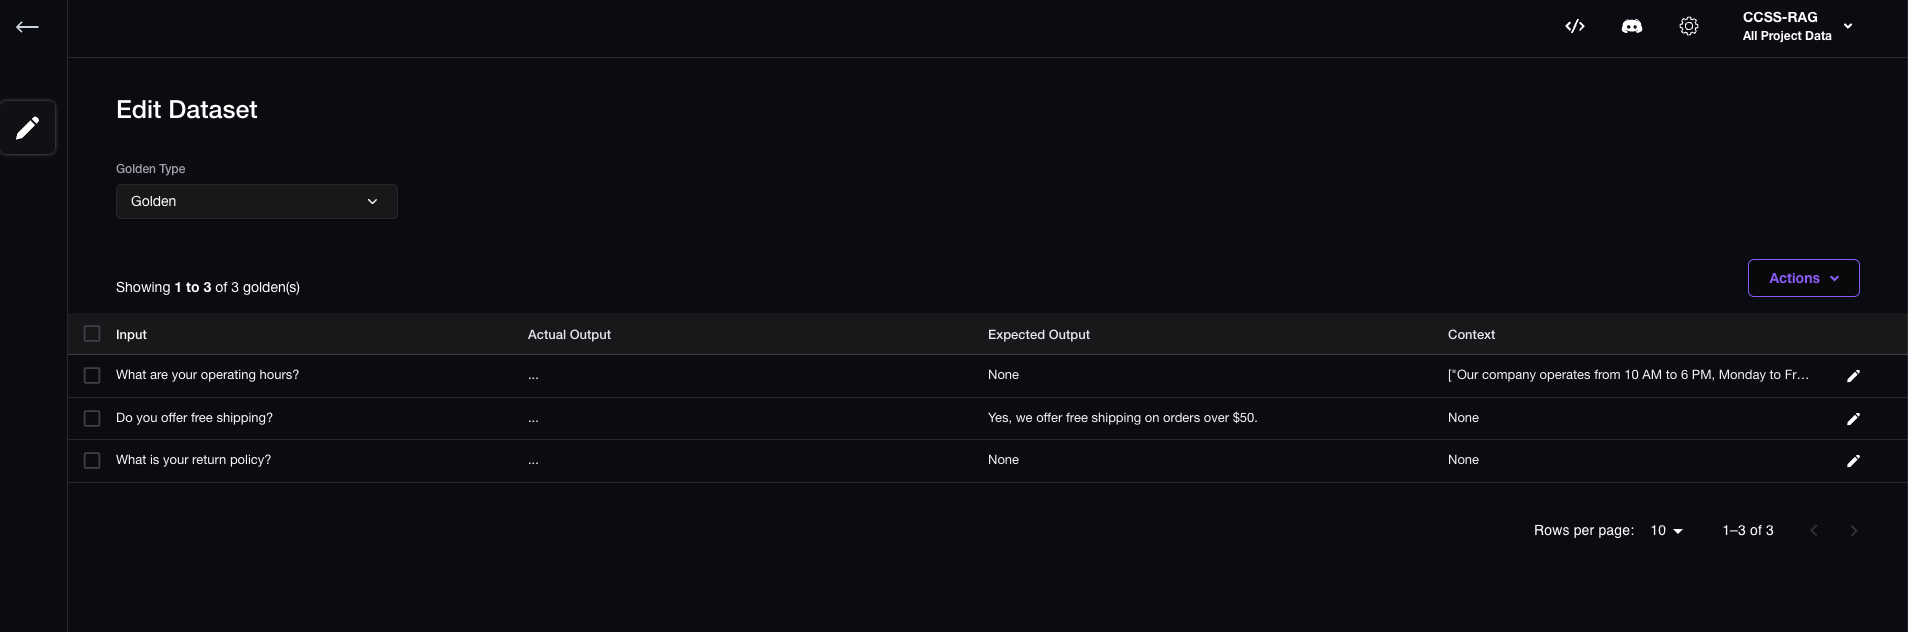 CCSS-RAG
All Project Data
Edit Dataset
Golden Type
Golden
Showing 1 to 3 of 3 golden(s)
Actions
Input Actual Output Expected Output Context
What are your operating hours? ... None ["Our company operates from 10 AM to 6 PM, Monday to Fr...
Do you offer free shipping? ... Yes, we offer free shipping on orders over $50. None
What is your return policy? ... None None
Rows per page: 10 1–3 of 3